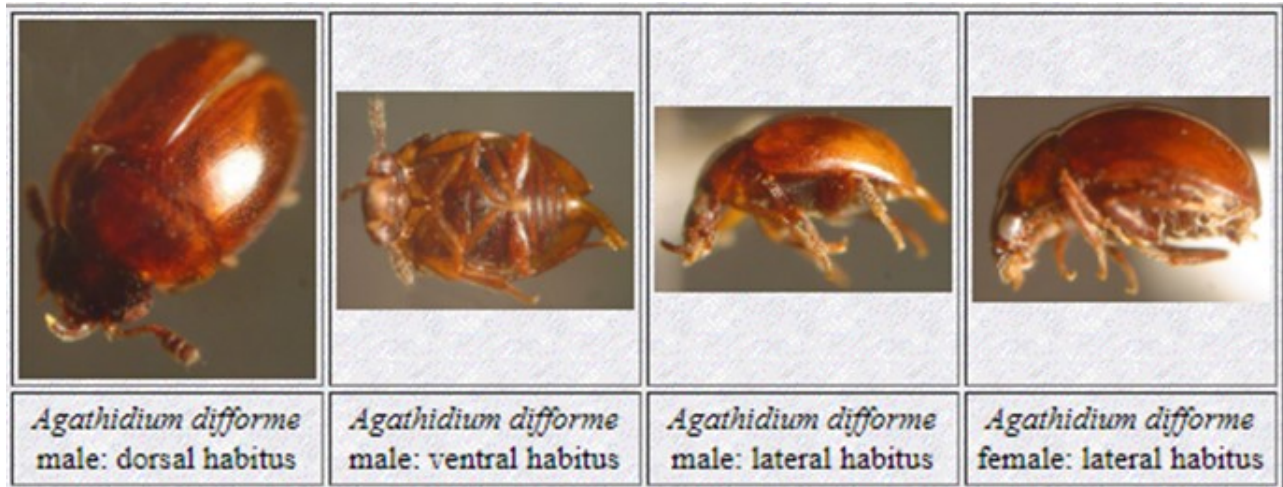 Agathidium difforme
male: dorsal habitus
Agathidium difforme
male: ventral habitus
Agathidium difforme
male: lateral habitus
Agathidium difforme
female: lateral habitus